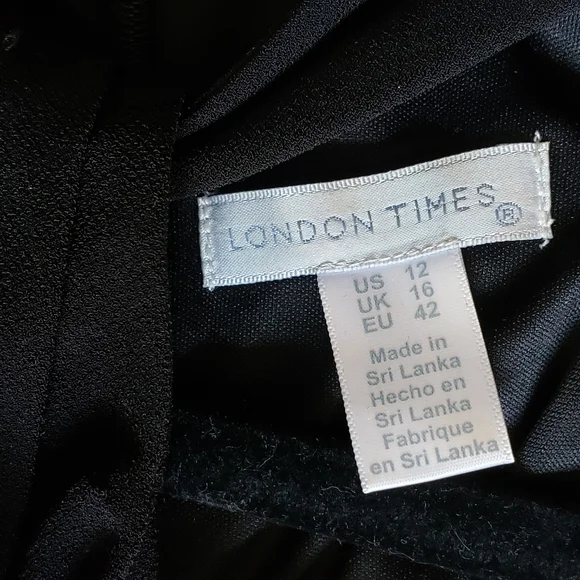 LONDON TIMES ®
US 12
UK 16
EU 42
Made in
Sri Lanka
Hecho en
Sri Lanka
Fabrique
en Sri Lanka